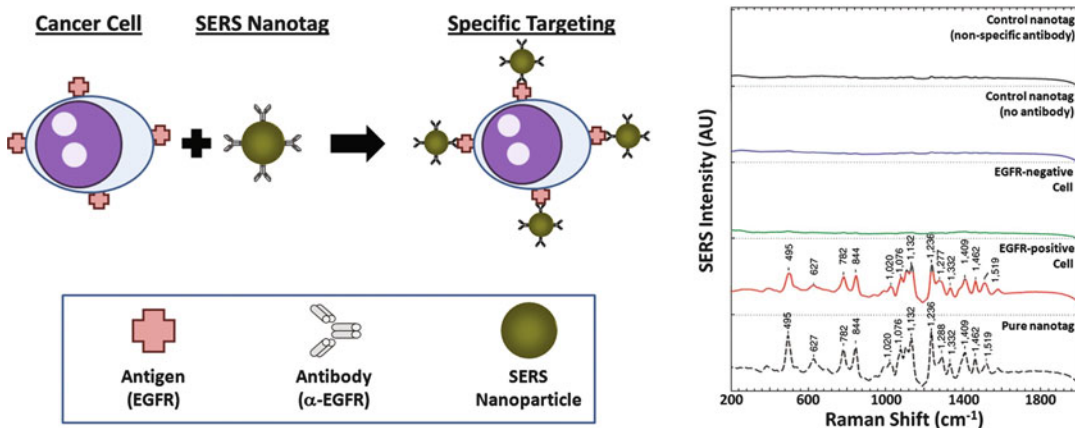 Cancer Cell
SERS Nanotag
Specific Targeting
Antigen
(EGFR)
Antibody
(α-EGFR)
SERS
Nanoparticle
SERS Intensity (AU)
Control nanotag
(non-specific antibody)
Control nanotag
(no antibody)
EGFR-negative
Cell
EGFR-positive
Cell
495
627
782
844
1,020
1,076
1,132
1,236
1,277
1,332
1,409
1,462
1,519
Pure nanotag
495
627
782
844
1,020
1,076
1,132
1,236
1,288
1,332
1,409
1,462
1,519
200 600 1000 1400 1800
Raman Shift (cm⁻¹)